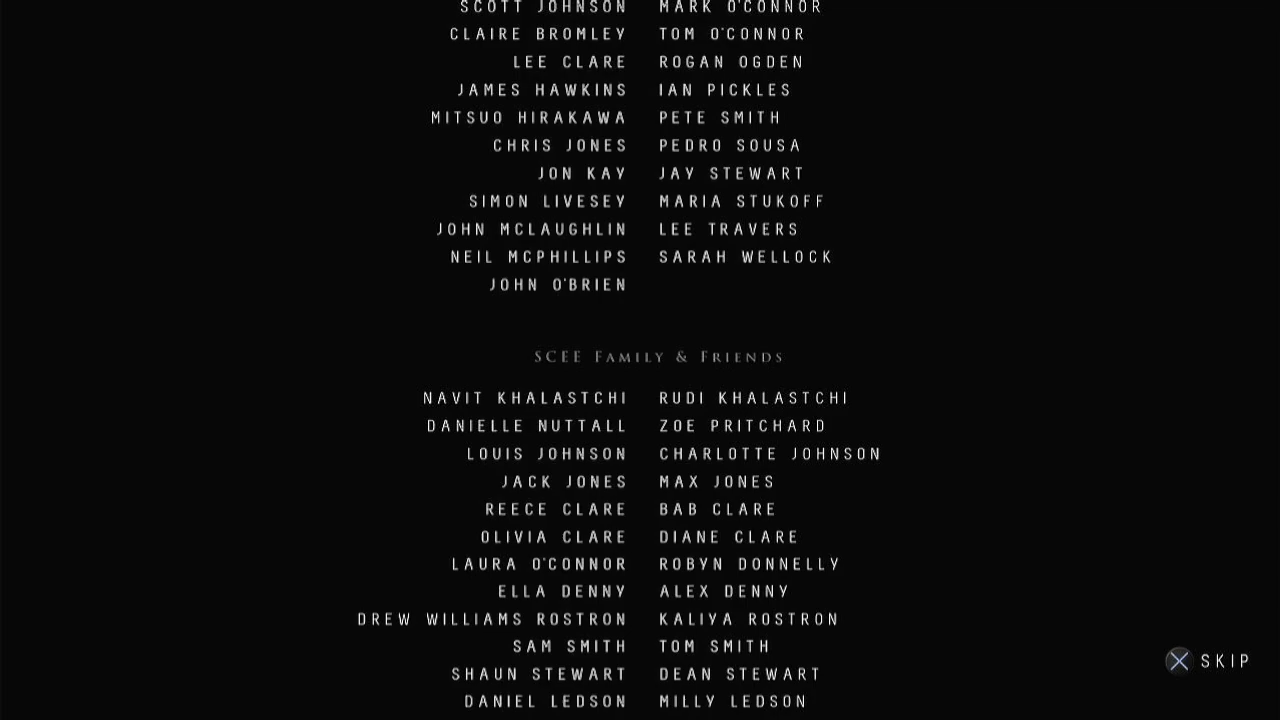 SCOTT JOHNSON MARK O'CONNOR
CLAIRE BROMLEY TOM O'CONNOR
LEE CLARE ROGAN OGDEN
JAMES HAWKINS IAN PICKLES
MITSUO HIRAKAWA PETE SMITH
CHRIS JONES PEDRO SOUSA
JON KAY JAY STEWART
SIMON LIVESEY MARIA STUKOFF
JOHN MCLAUGHLIN LEE TRAVERS
NEIL MCPHILLIPS SARAH WELLOCK
JOHN O'BRIEN
SCEE FAMILY & FRIENDS
NAVIT KHALASTCHI RUDI KHALASTCHI
DANIELLE NUTTALL ZOE PRITCHARD
LOUIS JOHNSON CHARLOTTE JOHNSON
JACK JONES MAX JONES
REECE CLARE BAB CLARE
OLIVIA CLARE DIANE CLARE
LAURA O'CONNOR ROBYN DONNELLY
ELLA DENNY ALEX DENNY
DREW WILLIAMS ROSTRON KALIYA ROSTRON
SAM SMITH TOM SMITH
SHAUN STEWART DEAN STEWART
DANIEL LEDSON MILLY LEDSON
SKIP